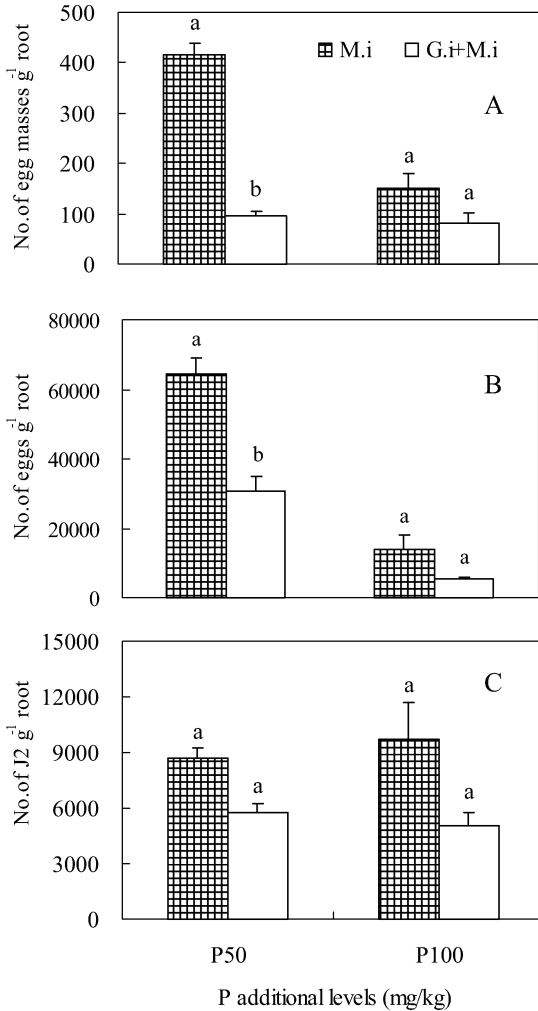 500
400
300
200
100
0
No.of egg masses g-1 root
M.i
G.i+M.i
A
a
b
a
a
80000
60000
40000
20000
0
No.of eggs g-1 root
B
a
b
a
a
15000
12000
9000
6000
3000
0
No.of J2 g-1 root
C
a
a
a
a
P50
P100
P additional levels (mg/kg)